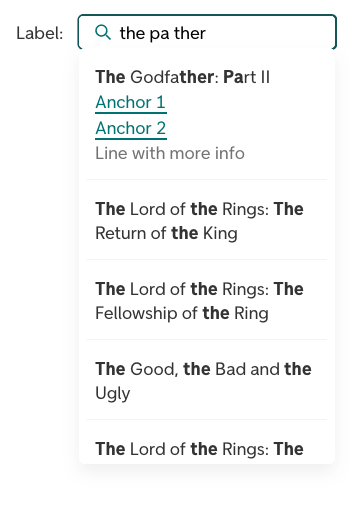 Label: the pa ther
The Godfather: Part II
Anchor 1
Anchor 2
Line with more info
The Lord of the Rings: The
Return of the King
The Lord of the Rings: The
Fellowship of the Ring
The Good, the Bad and the
Ugly
The Lord of the Rings: The